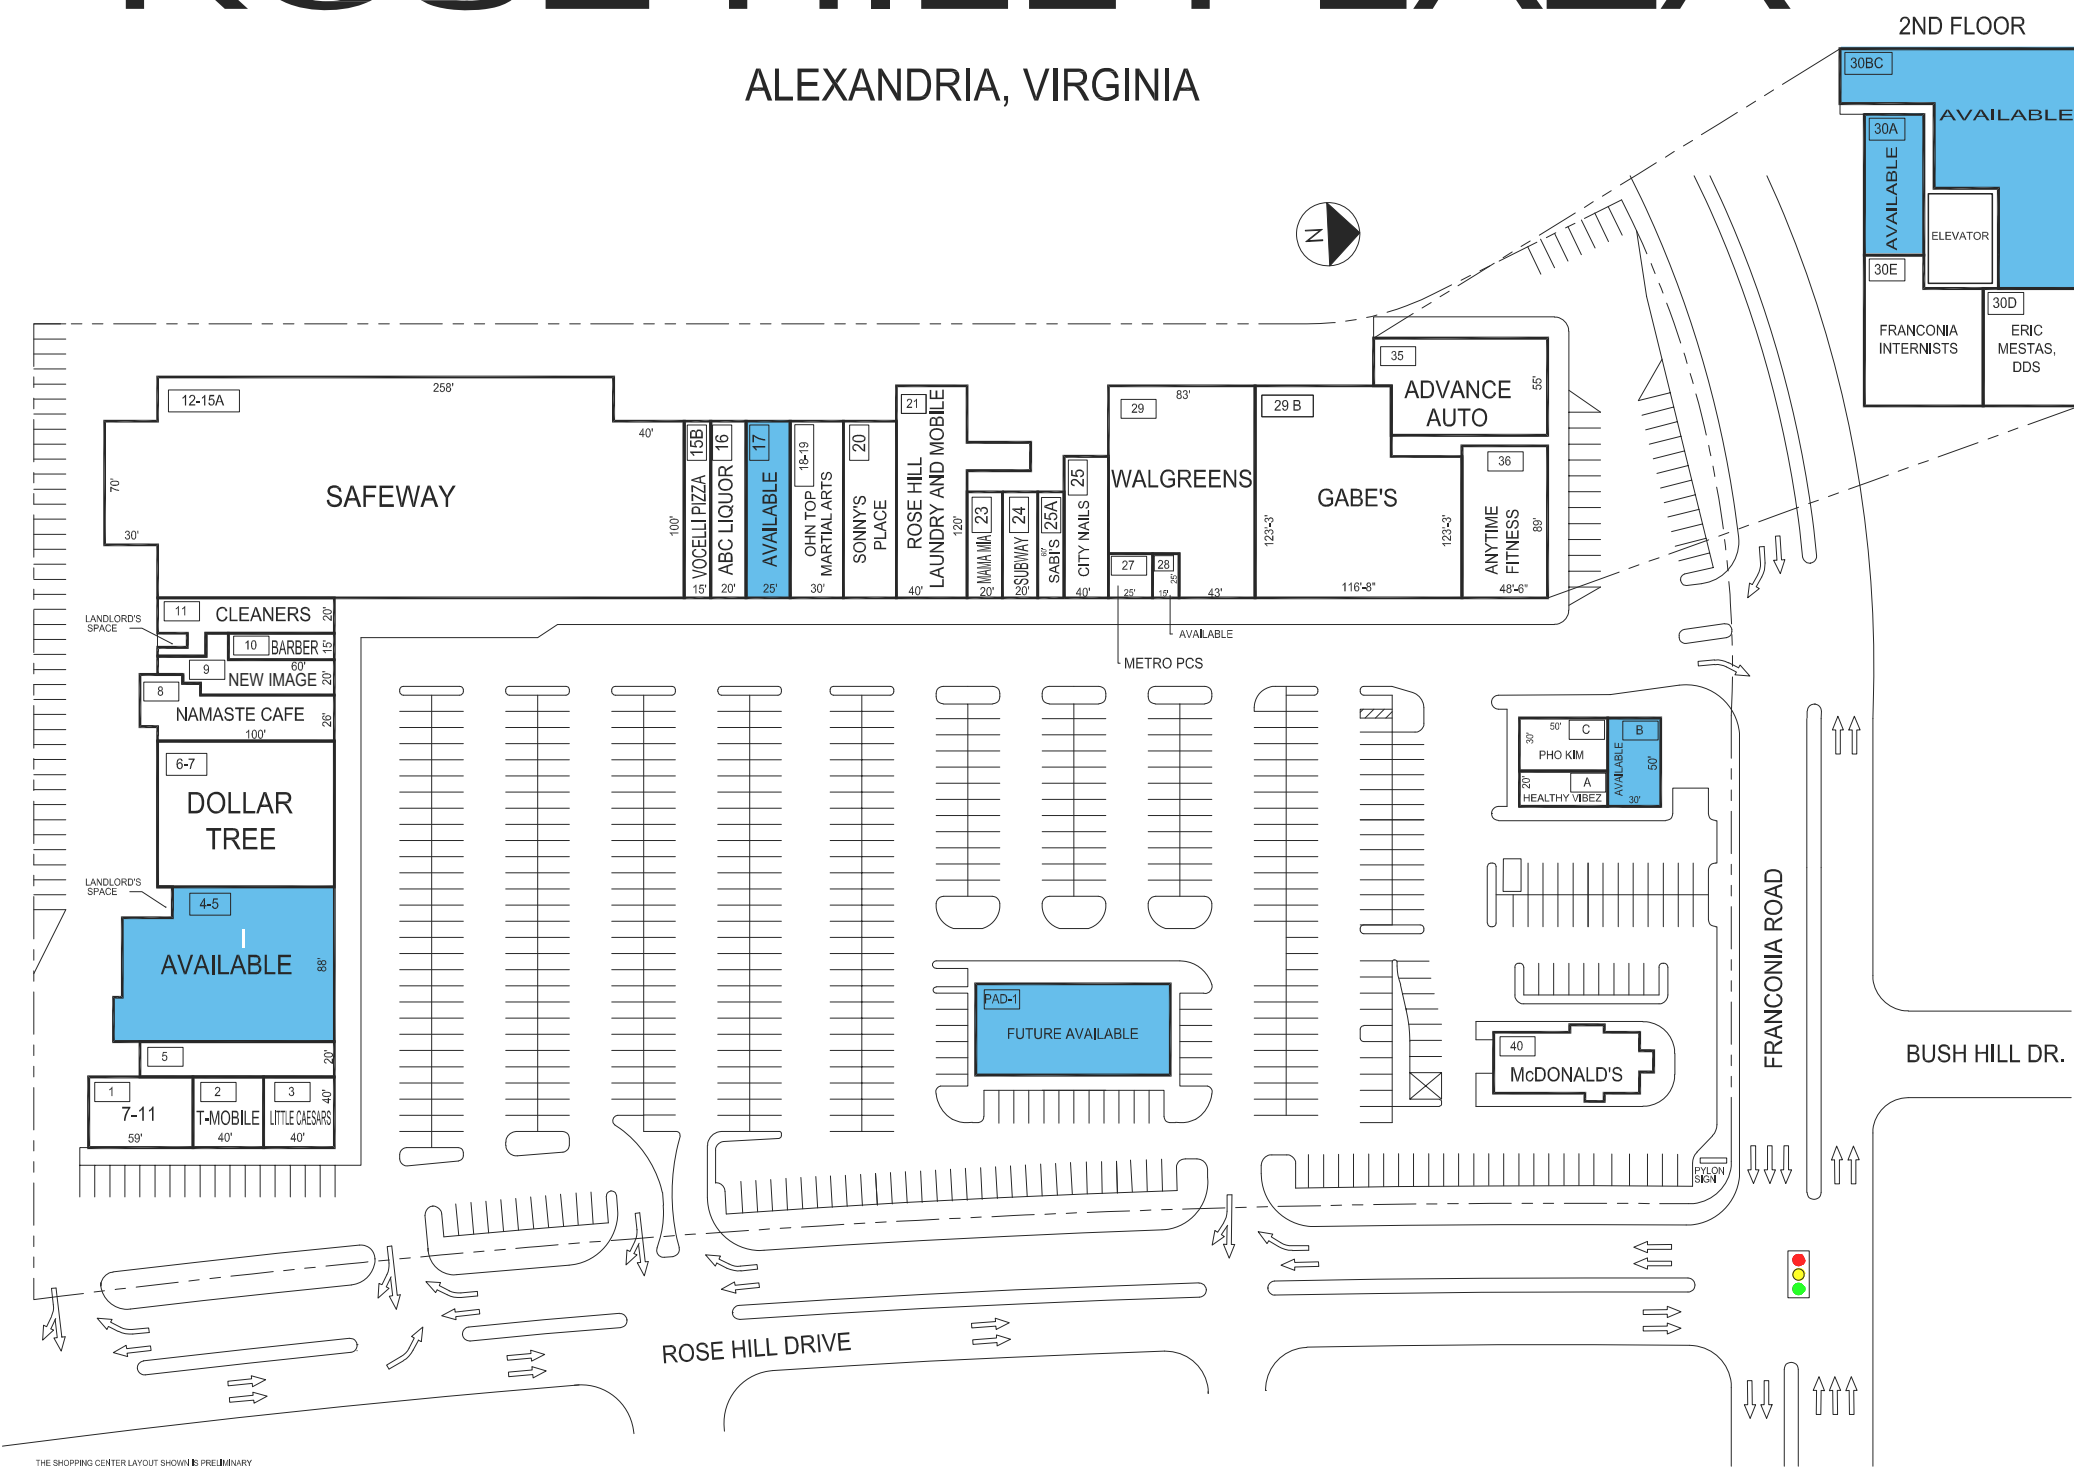 ROSE HILL PLAZA
ALEXANDRIA, VIRGINIA
2ND FLOOR
30BC
AVAILABLE
30A
AVAILABLE
ELEVATOR
30E
FRANCONIA
INTERNISTS
30D
ERIC
MESTAS,
DDS
N
12-15A
258'
40'
70'
30'
SAFEWAY
100'
15B
VOCELLI PIZZA
15'
16
ABC LIQUOR
20'
17
AVAILABLE
25'
18-19
OHN TOP
MARTIAL ARTS
30'
20
SONNY'S
PLACE
21
ROSE HILL
LAUNDRY AND MOBILE
120'
40'
23
MAMA MIA
20'
24
SUBWAY
20'
25A
SABI'S
60'
25
CITY NAILS
40'
29
83'
WALGREENS
43'
27
25'
28
25'
15'
AVAILABLE
METRO PCS
29 B
GABE'S
123'-3'
123'-3'
116'-8"
35
ADVANCE
AUTO
55'
36
ANYTIME
FITNESS
89'
48'-6"
11
CLEANERS
20'
LANDLORD'S
SPACE
10
BARBER
15'
9
60'
NEW IMAGE
20'
8
NAMASTE CAFE
26'
100'
6-7
DOLLAR
TREE
LANDLORD'S
SPACE
4-5
AVAILABLE
88'
5
20'
1
7-11
59'
2
T-MOBILE
40'
3
LITTLE CAESARS
40'
40'
PAD-1
FUTURE AVAILABLE
50'
C
30'
PHO KIM
20'
A
HEALTHY VIBEZ
B
AVAILABLE
50'
30'
40
McDONALD'S
PYLON
SIGN
FRANCONIA ROAD
BUSH HILL DR.
ROSE HILL DRIVE
THE SHOPPING CENTER LAYOUT SHOWN IS PRELIMINARY